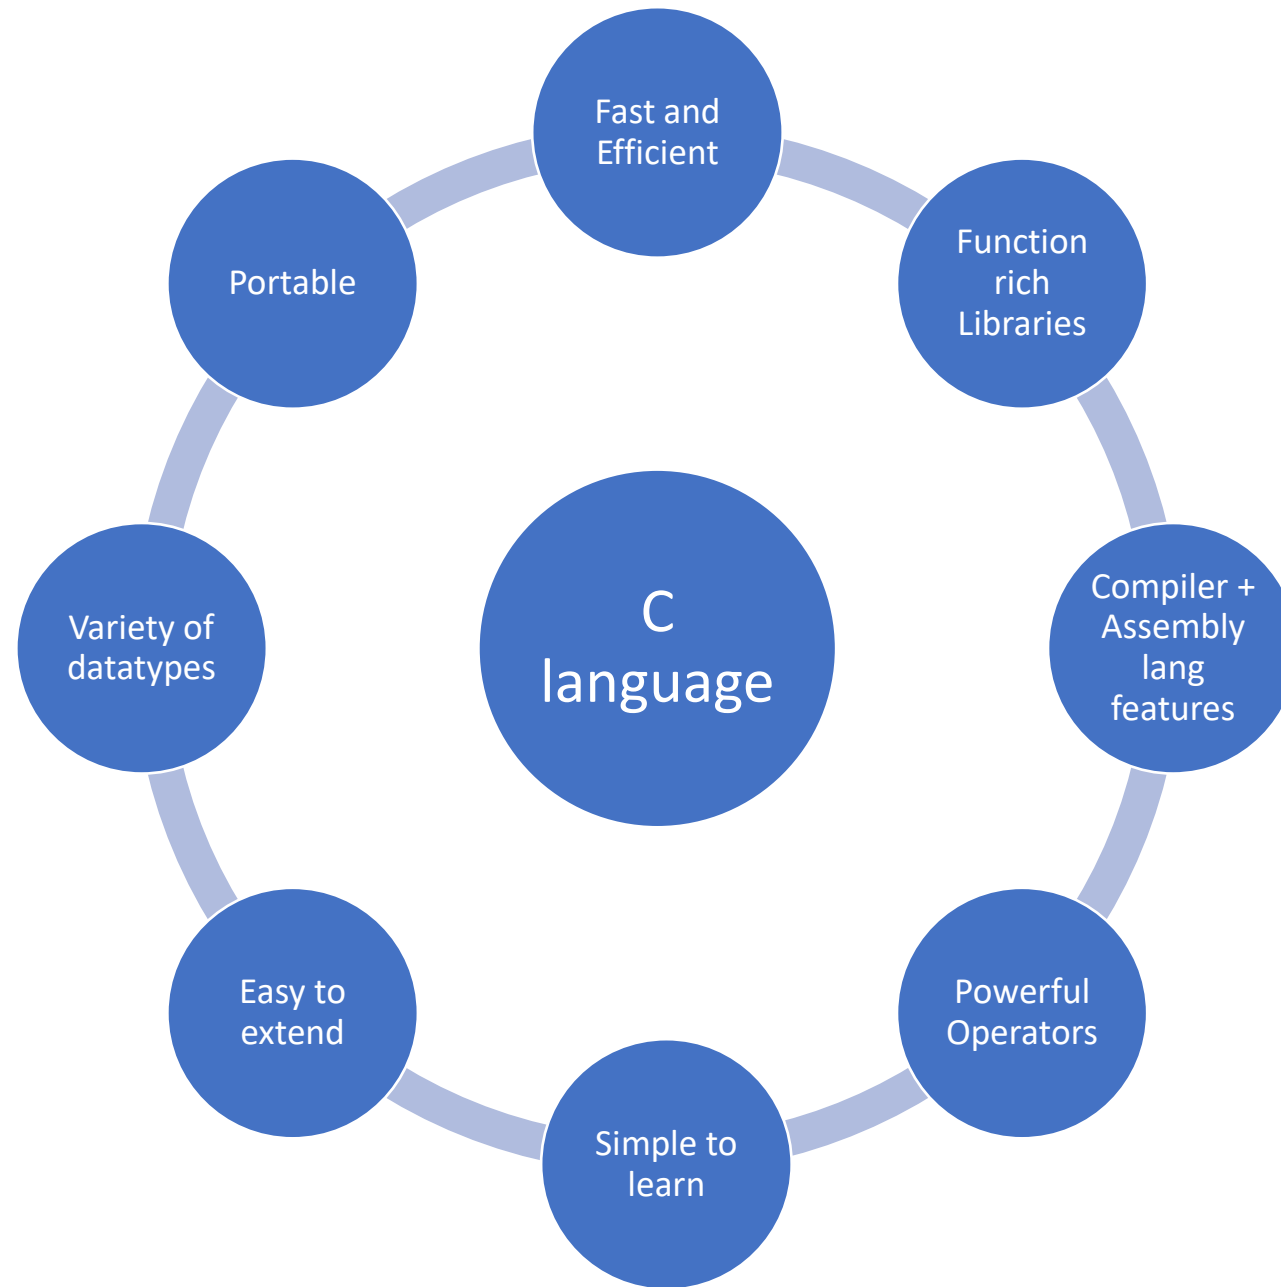 Fast and
Efficient
Function
rich
Libraries
Compiler +
Assembly
lang
features
Powerful
Operators
Simple to
learn
Easy to
extend
Variety of
datatypes
Portable
C
language